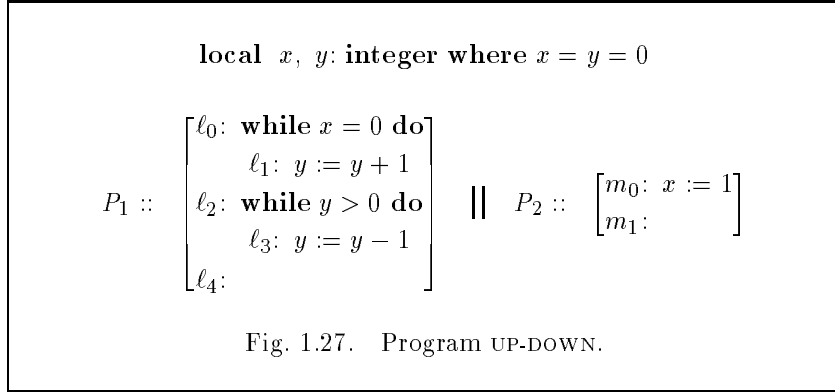 local x, y: integer where x = y = 0
P₁ :: [ℓ₀: while x = 0 do
ℓ₁: y := y + 1
ℓ₂: while y > 0 do
ℓ₃: y := y − 1
ℓ₄: ] || P₂ :: [m₀: x := 1
m₁: ]
Fig. 1.27. Program UP-DOWN.